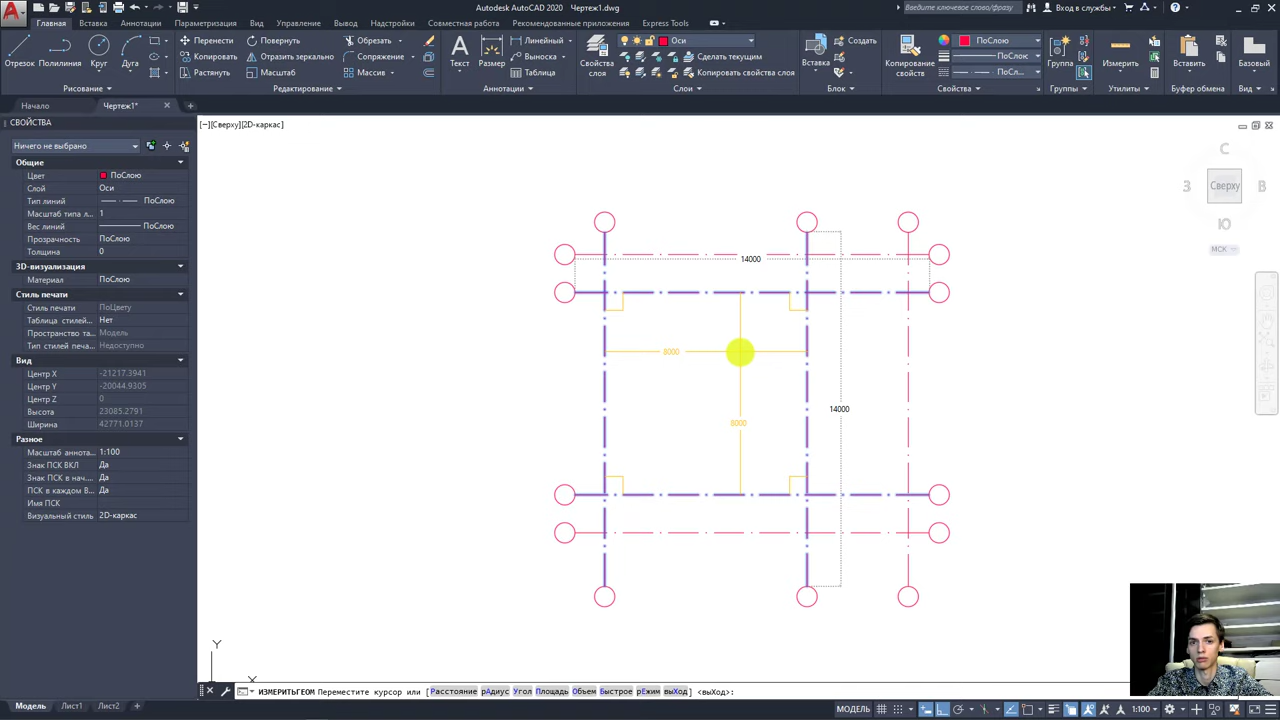 Autodesk AutoCAD 2020 Чертеж1.dwg
Введите ключевое слово/фразу
Вход в службы
Главная Вставка Аннотации Параметризация Вид Управление Вывод Надстройки Совместная работа Рекомендованные приложения Express Tools
Отрезок Полилиния Круг Дуга
Перенести Повернуть Обрезать
Копировать Отразить зеркально Сопряжение
Растянуть Масштаб Массив
Текст Размер
Линейный
Выноска
Таблица
Свойства слоя
Оси
Сделать текущим
Копировать свойства слоя
Вставка
Создать
Копирование свойств
ПоСлою
ПоСлок
ПоСл...
Группа
Измерить
Вставить
Базовый
Рисование Редактирование Аннотации Слои Блок Свойства Группы Утилиты Буфер обмена Вид
Начало Чертеж1*
СВОЙСТВА
[−][Сверху][2D-каркас]
Ничего не выбрано
Общие
Цвет ПоСлою
Слой Оси
Тип линий ПоСлою
Масштаб типа л... 1
Вес линий ПоСлою
Прозрачность ПоСлою
Толщина 0
3D-визуализация
Материал ПоСлою
Стиль печати
Стиль печати ПоЦвету
Таблица стилей... Нет
Пространство та... Модель
Тип стилей печат... Недоступно
Вид
Центр X -21217.3941
Центр Y -20044.9305
Центр Z 0
Высота 23085.2791
Ширина 42771.0137
Разное
Масштаб аннота... 1:100
Знак ПСК ВКЛ Да
Знак ПСК в нач.... Да
ПСК в каждом В... Да
Имя ПСК
Визуальный стиль 2D-каркас
С
З Сверху В
Ю
МСК
14000
8000
14000
8000
Y
X
ИЗМЕРИТЬГЕОМ Переместите курсор или [Расстояние рАдиус Угол Площадь Объем Быстрое рЕжим выХод] <выХод>:
Модель Лист1 Лист2 +
МОДЕЛЬ 1:100